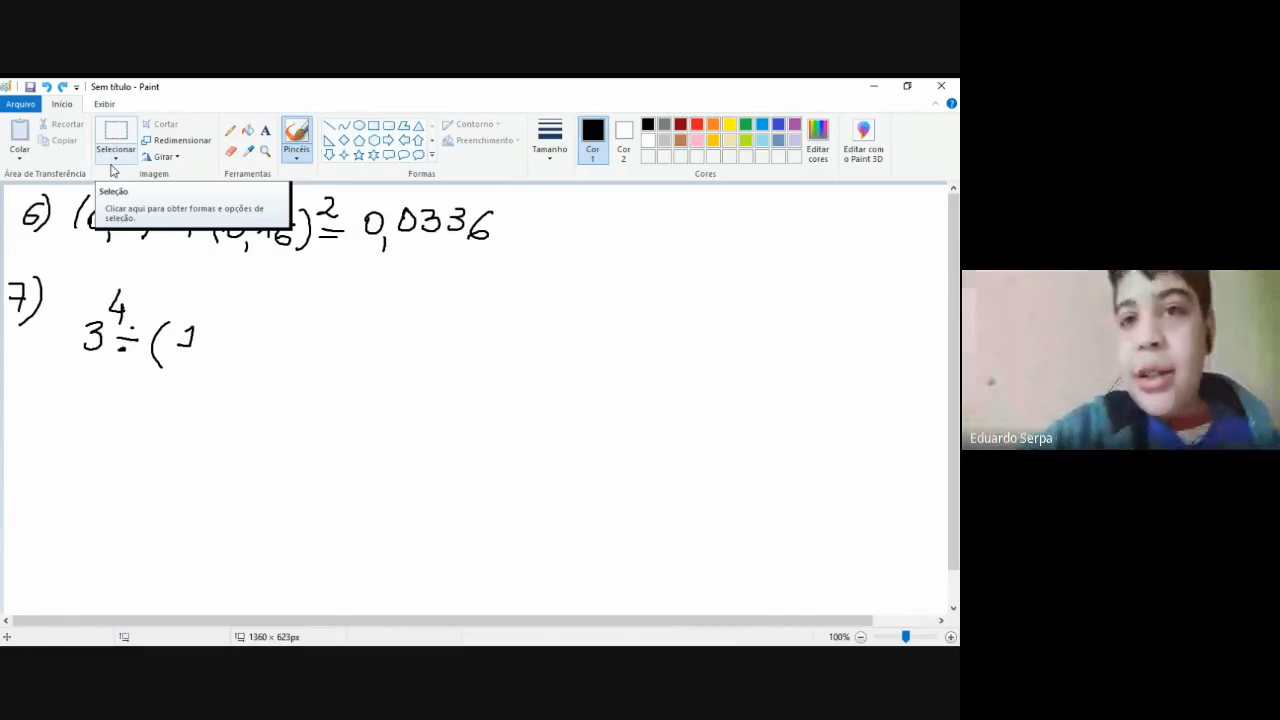 Sem título - Paint
Arquivo Início Exibir
Colar
Recortar
Copiar
Área de Transferência
Selecionar
Cortar
Redimensionar
Girar
Imagem
Ferramentas
Pincéis
Contorno
Preenchimento
Formas
Tamanho
Cor 1
Cor 2
Editar cores
Editar com o Paint 3D
Cores
Seleção
Clicar aqui para obter formas e opções de
seleção.
6) 2 = 0,0336
7)
3⁴ ÷ (1
Eduardo Serpa
1360 × 623px
100%